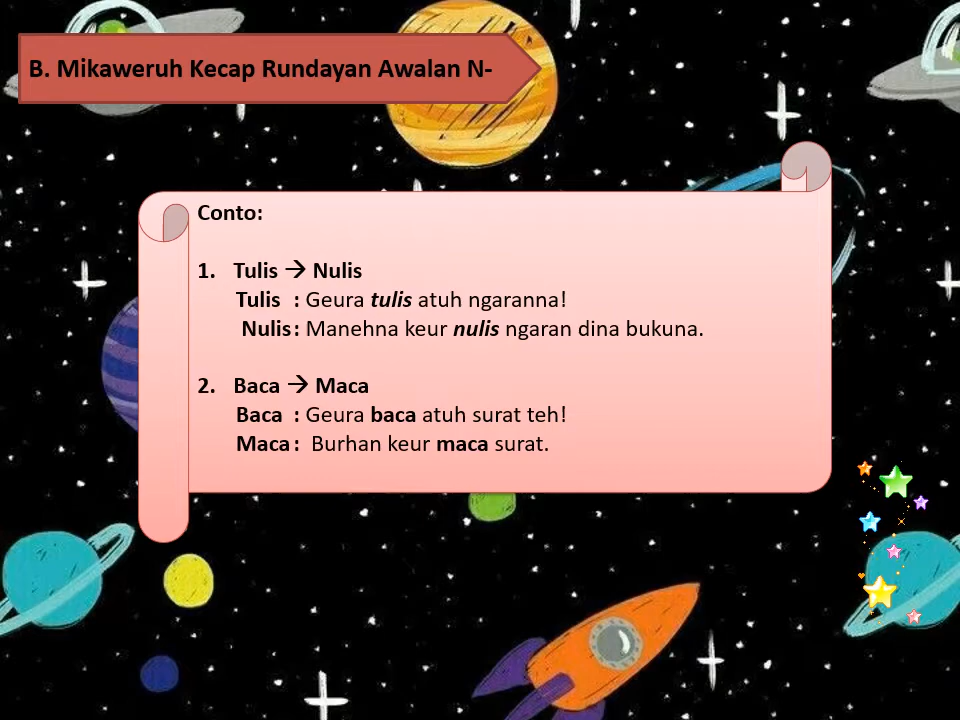 B. Mikaweruh Kecap Rundayan Awalan N-
Conto:
1. Tulis → Nulis
Tulis : Geura tulis atuh ngaranna!
Nulis : Manehna keur nulis ngaran dina bukuna.
2. Baca → Maca
Baca : Geura baca atuh surat teh!
Maca : Burhan keur maca surat.